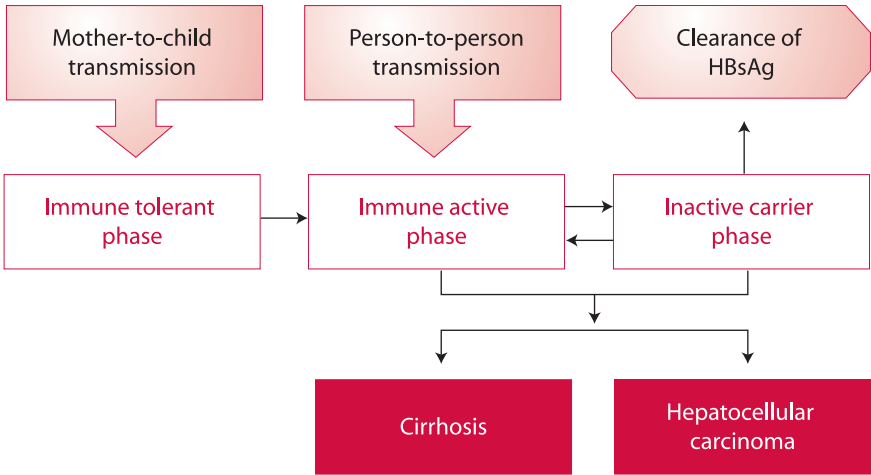 Mother-to-child
transmission
Person-to-person
transmission
Clearance of
HBsAg
Immune tolerant
phase
Immune active
phase
Inactive carrier
phase
Cirrhosis
Hepatocellular
carcinoma